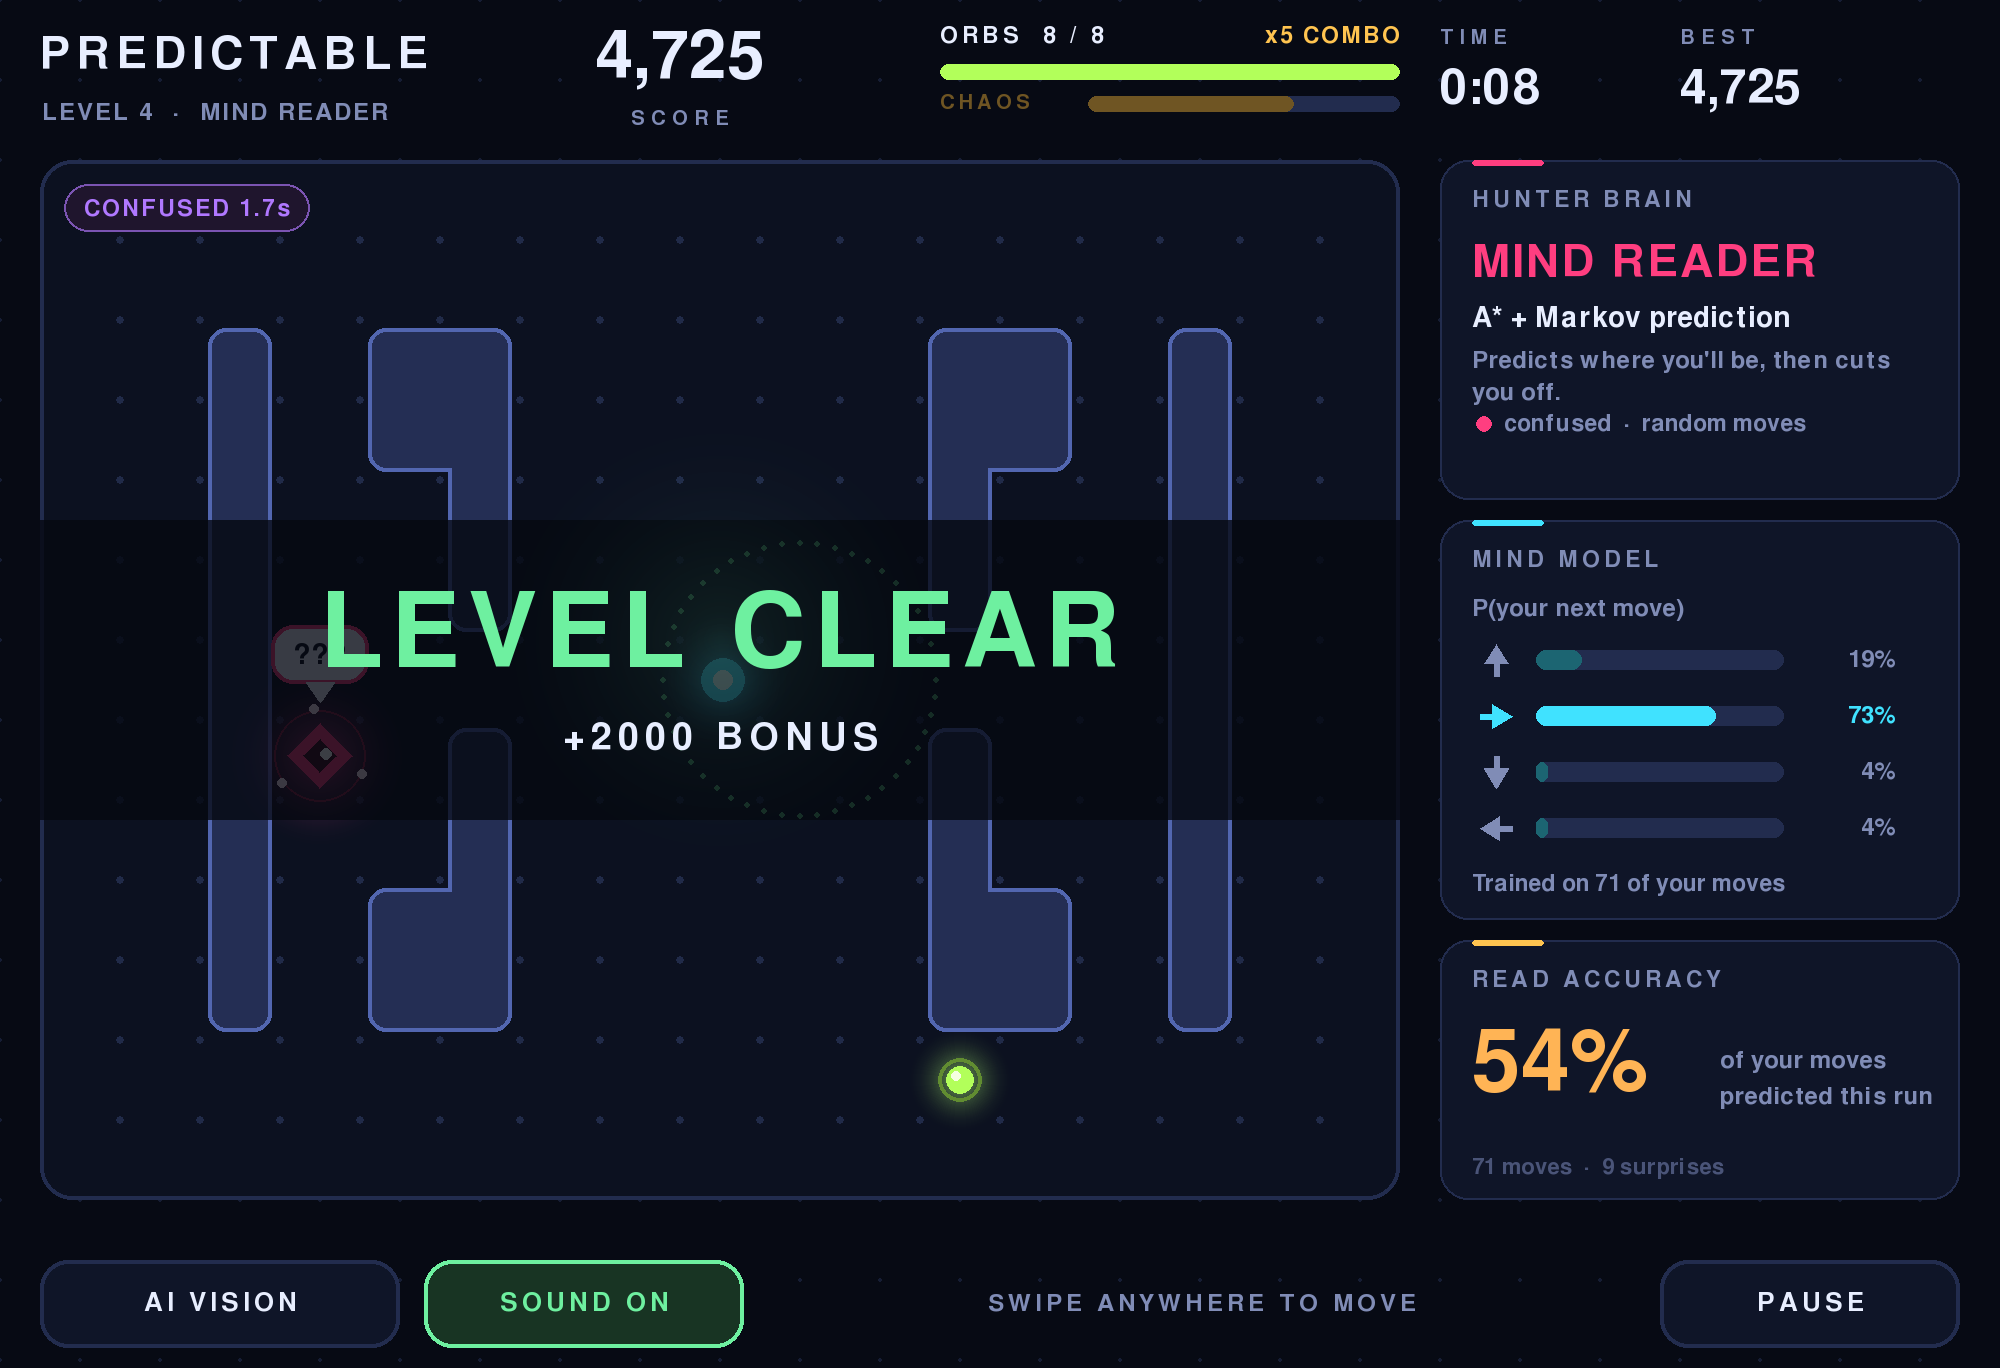 PREDICTABLE
LEVEL 4 · MIND READER
4,725
SCORE
ORBS 8 / 8
x5 COMBO
CHAOS
TIME
0:08
BEST
4,725
CONFUSED 1.7s
??
LEVEL CLEAR
+2000 BONUS
HUNTER BRAIN
MIND READER
A* + Markov prediction
Predicts where you'll be, then cuts
you off.
confused · random moves
MIND MODEL
P(your next move)
19%
73%
4%
4%
Trained on 71 of your moves
READ ACCURACY
54%
of your moves
predicted this run
71 moves · 9 surprises
AI VISION
SOUND ON
SWIPE ANYWHERE TO MOVE
PAUSE